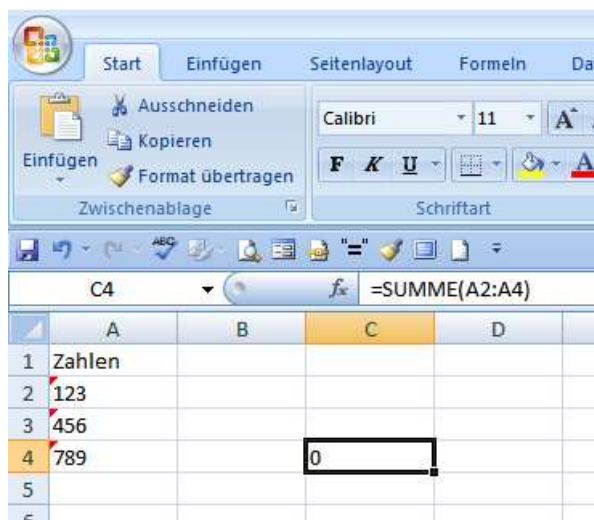 Start Einfügen Seitenlayout Formeln
Ausschneiden
Kopieren
Format übertragen
Einfügen
Zwischenablage
Calibri 11 A
F K U A
Schriftart
ABC "="
C4 fx =SUMME(A2:A4)
A B C D
1 Zahlen
2 123
3 456
4 789 0
5